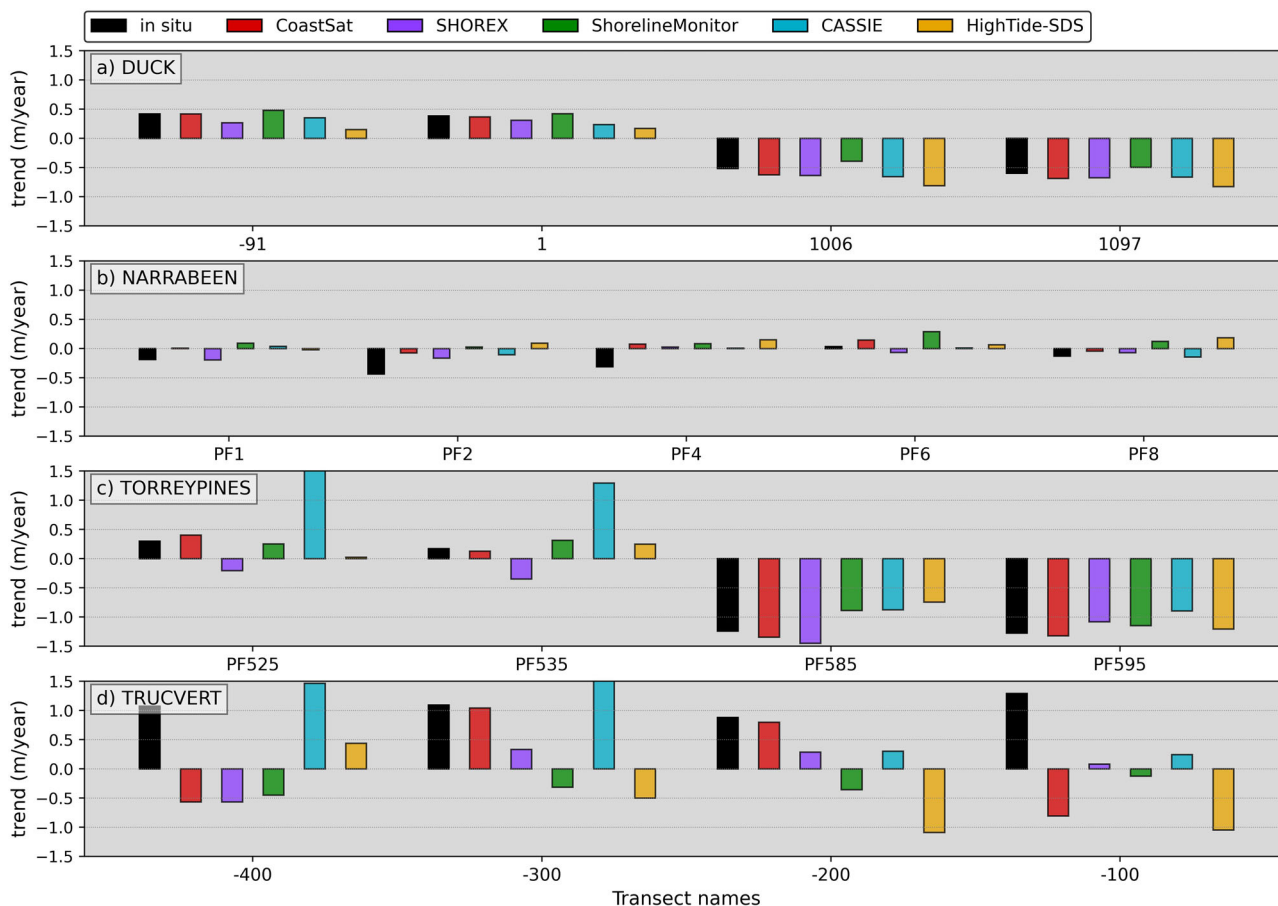 in situ CoastSat SHOREX ShorelineMonitor CASSIE HighTide-SDS
a) DUCK
trend (m/year)
1.5
1.0
0.5
0.0
−0.5
−1.0
−1.5
-91 1 1006 1097
b) NARRABEEN
trend (m/year)
1.5
1.0
0.5
0.0
−0.5
−1.0
−1.5
PF1 PF2 PF4 PF6 PF8
c) TORREYPINES
trend (m/year)
1.5
1.0
0.5
0.0
−0.5
−1.0
−1.5
PF525 PF535 PF585 PF595
d) TRUCVERT
trend (m/year)
1.5
1.0
0.5
0.0
−0.5
−1.0
−1.5
-400 -300 -200 -100
Transect names